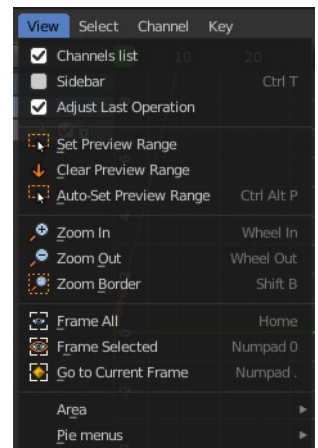 View Select Channel Key
Channels list
Sidebar Ctrl T
Adjust Last Operation
Set Preview Range
Clear Preview Range
Auto-Set Preview Range Ctrl Alt P
Zoom In Wheel In
Zoom Out Wheel Out
Zoom Border Shift B
Frame All Home
Frame Selected Numpad 0
Go to Current Frame Numpad .
Area
Pie menus